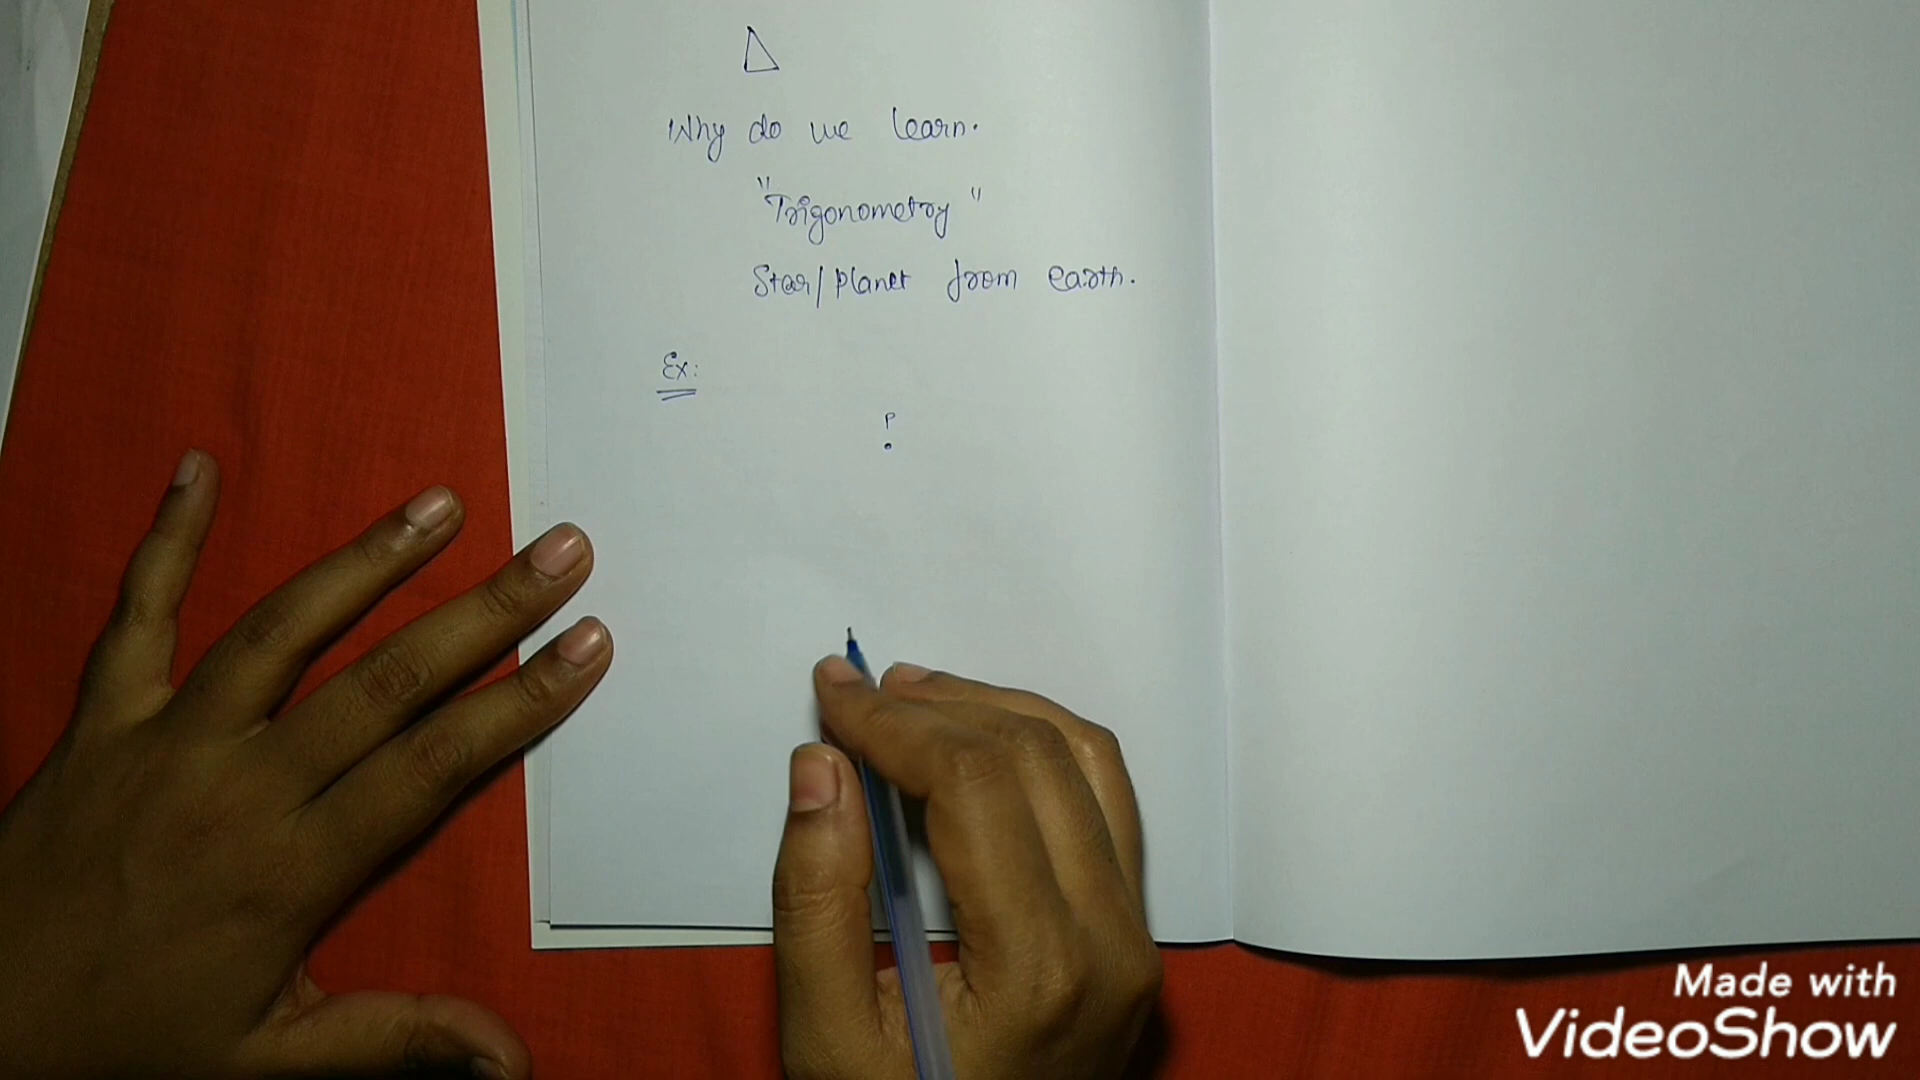 Why do we learn.
"Trigonometry"
Star/planet from earth.
Ex:
P
Made with
VideoShow